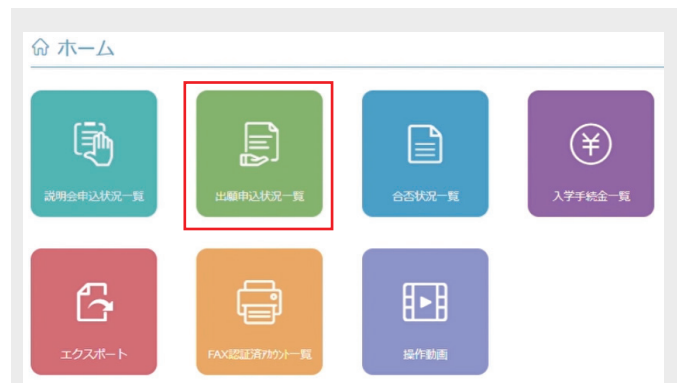 ホーム
説明会申込状況一覧
出願申込状況一覧
合否状況一覧
入学手続金一覧
エクスポート
FAX認証済アカウント一覧
操作動画